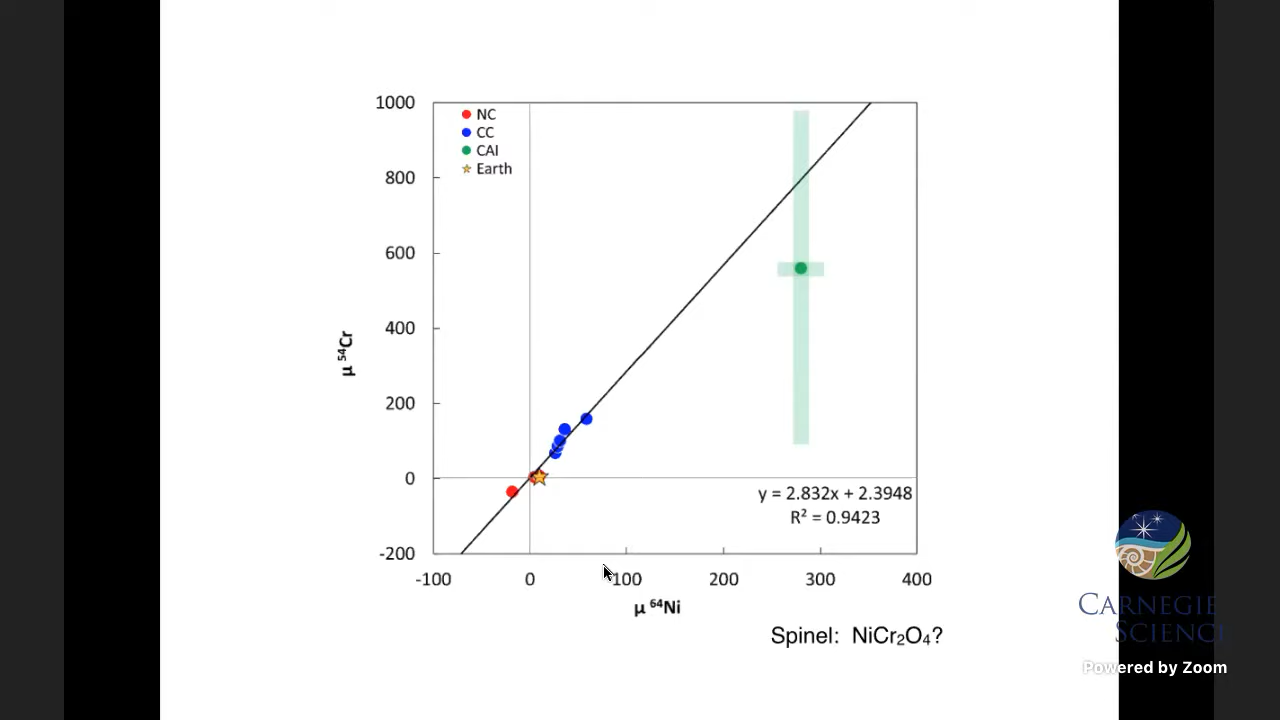 1000
800
600
400
200
0
-200
-100
0
100
200
300
400
NC
CC
CAI
Earth
μ ⁵⁴Cr
μ ⁶⁴Ni
y = 2.832x + 2.3948
R² = 0.9423
Spinel: NiCr₂O₄?
CARNEGIE
SCIENCE
Powered by Zoom